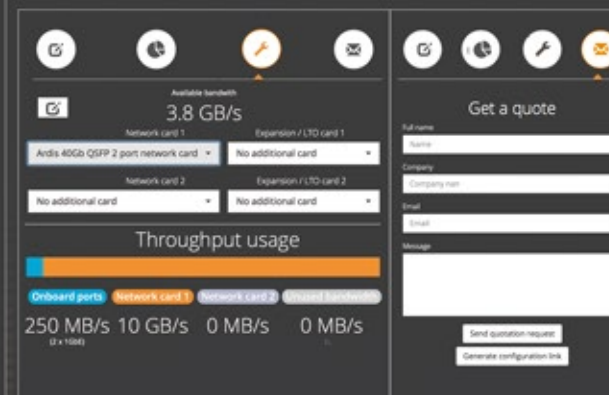 Available bandwith
3.8 GB/s
Network card 1
Expansion / LTO card 1
Ardis 40Gb QSFP 2 port network card
No additional card
Network card 2
Expansion / LTO card 2
No additional card
No additional card
Throughput usage
Onboard ports
Network card 1
Network card 2
Unused bandwidth
250 MB/s
10 GB/s
0 MB/s
0 MB/s
(2 x 1GbE)
Get a quote
Full name
Name
Company
Company nan
Email
Email
Message
Send quotation request
Generate configuration link